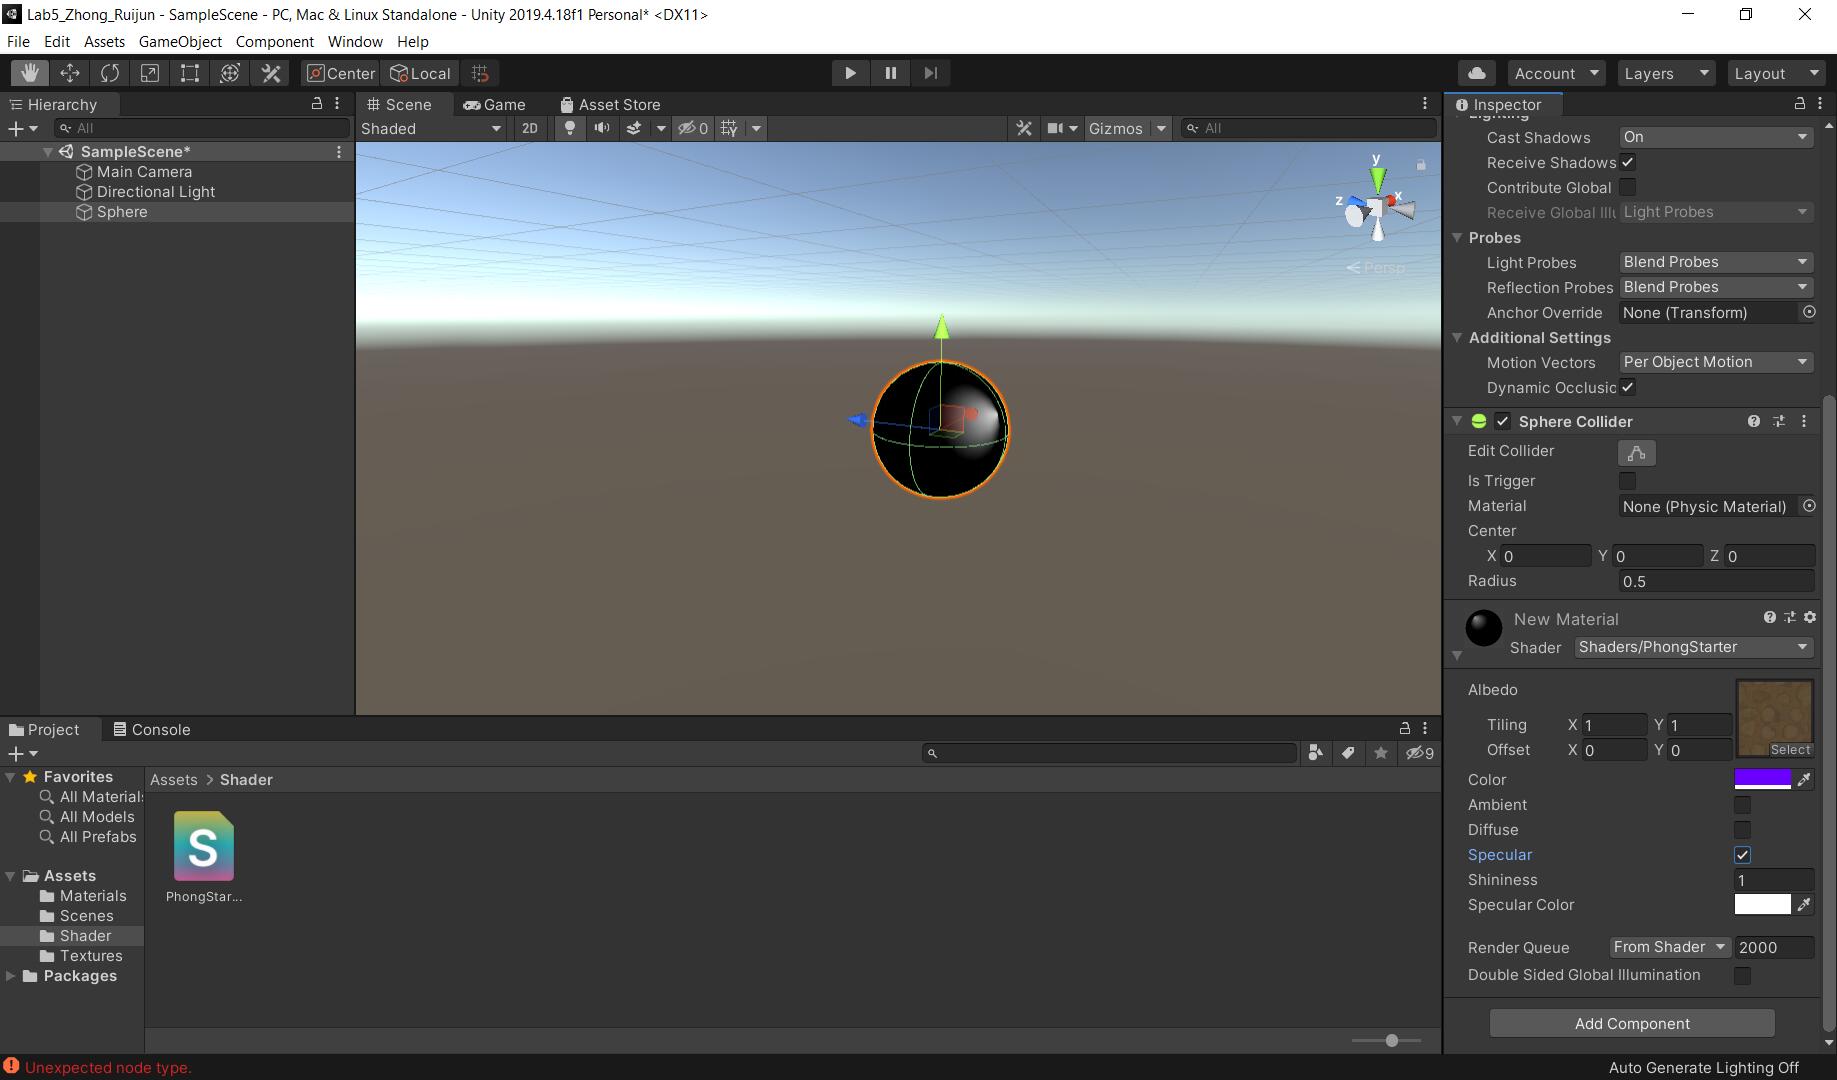 Lab5_Zhong_Ruijun - SampleScene - PC, Mac & Linux Standalone - Unity 2019.4.18f1 Personal* <DX11>
File Edit Assets GameObject Component Window Help
Center Local Account Layers Layout
Hierarchy
All
SampleScene*
Main Camera
Directional Light
Sphere
Scene Game Asset Store
Shaded 2D 0 Gizmos All
y
x
z
Persp
Inspector
Lighting
Cast Shadows On
Receive Shadows
Contribute Global
Receive Global Illu Light Probes
Probes
Light Probes Blend Probes
Reflection Probes Blend Probes
Anchor Override None (Transform)
Additional Settings
Motion Vectors Per Object Motion
Dynamic Occlusic
Sphere Collider
Edit Collider
Is Trigger
Material None (Physic Material)
Center
X 0 Y 0 Z 0
Radius 0.5
New Material
Shader Shaders/PhongStarter
Albedo
Tiling X 1 Y 1
Offset X 0 Y 0
Select
Color
Ambient
Diffuse
Specular
Shininess 1
Specular Color
Render Queue From Shader 2000
Double Sided Global Illumination
Add Component
Project Console
9
Favorites
All Materials
All Models
All Prefabs
Assets
Materials
Scenes
Shader
Textures
Packages
Assets > Shader
S
PhongStar...
Unexpected node type.
Auto Generate Lighting Off